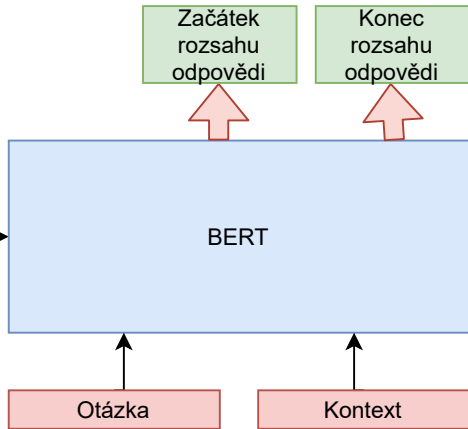 Začátek
rozsahu
odpovědi
Konec
rozsahu
odpovědi
BERT
Otázka
Kontext